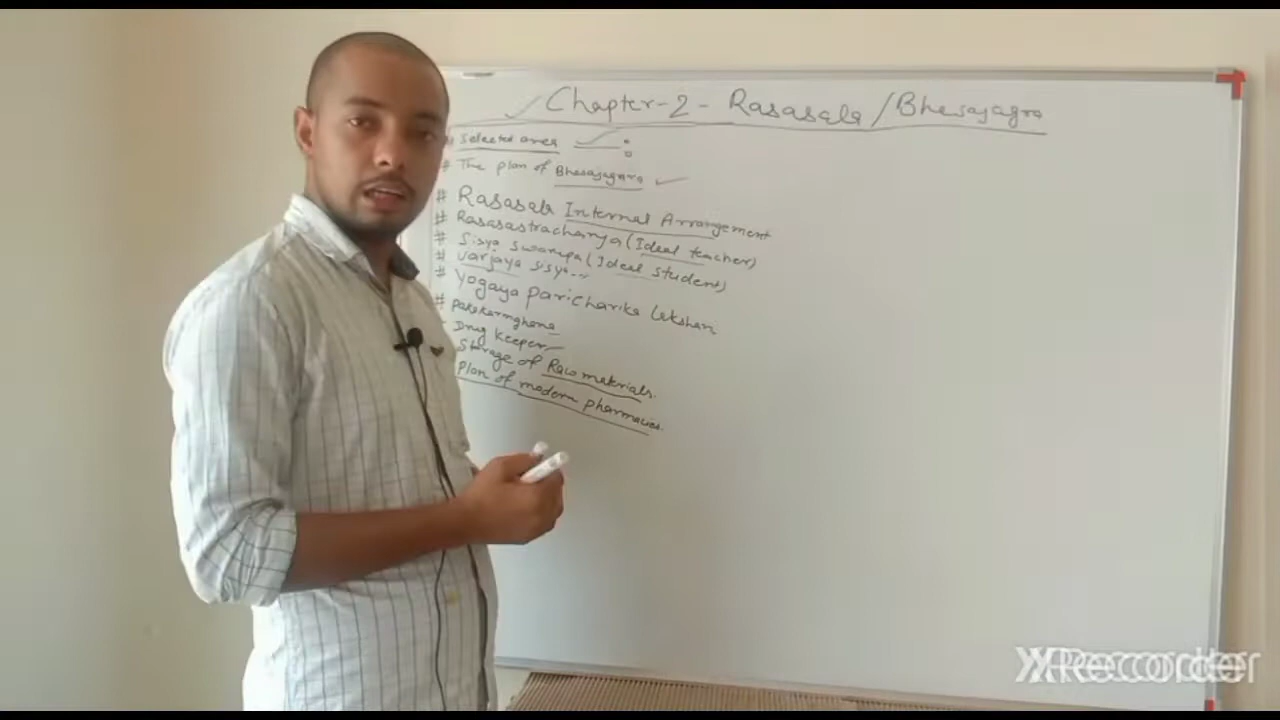 Chapter-2 - Rasasala / Bhesajagra
# Selected area
# The plan of Bhesajagara
# Rasasala Internal Arrangement
# Rasasastracharya (Ideal teacher)
# Sisya swarupa (Ideal student)
# Varjaya sisya
# Yogaya Paricharika lakshan
# Pakakarmghana
Drug Keeper
Storage of Raw materials.
Plan of modern pharmacies.
XRecorder